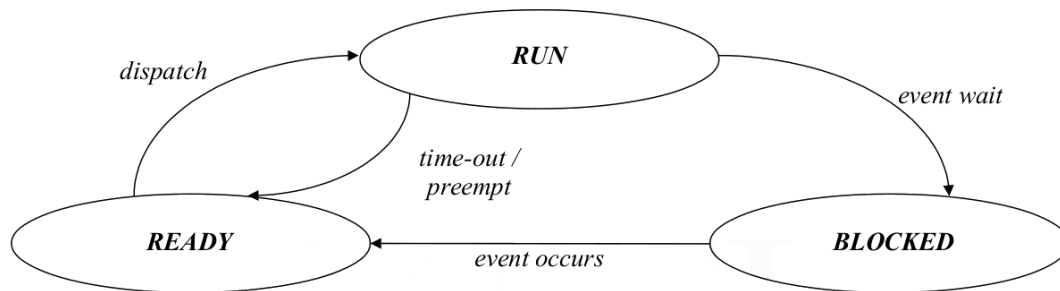 RUN
dispatch
event wait
time-out /
preempt
READY
BLOCKED
event occurs